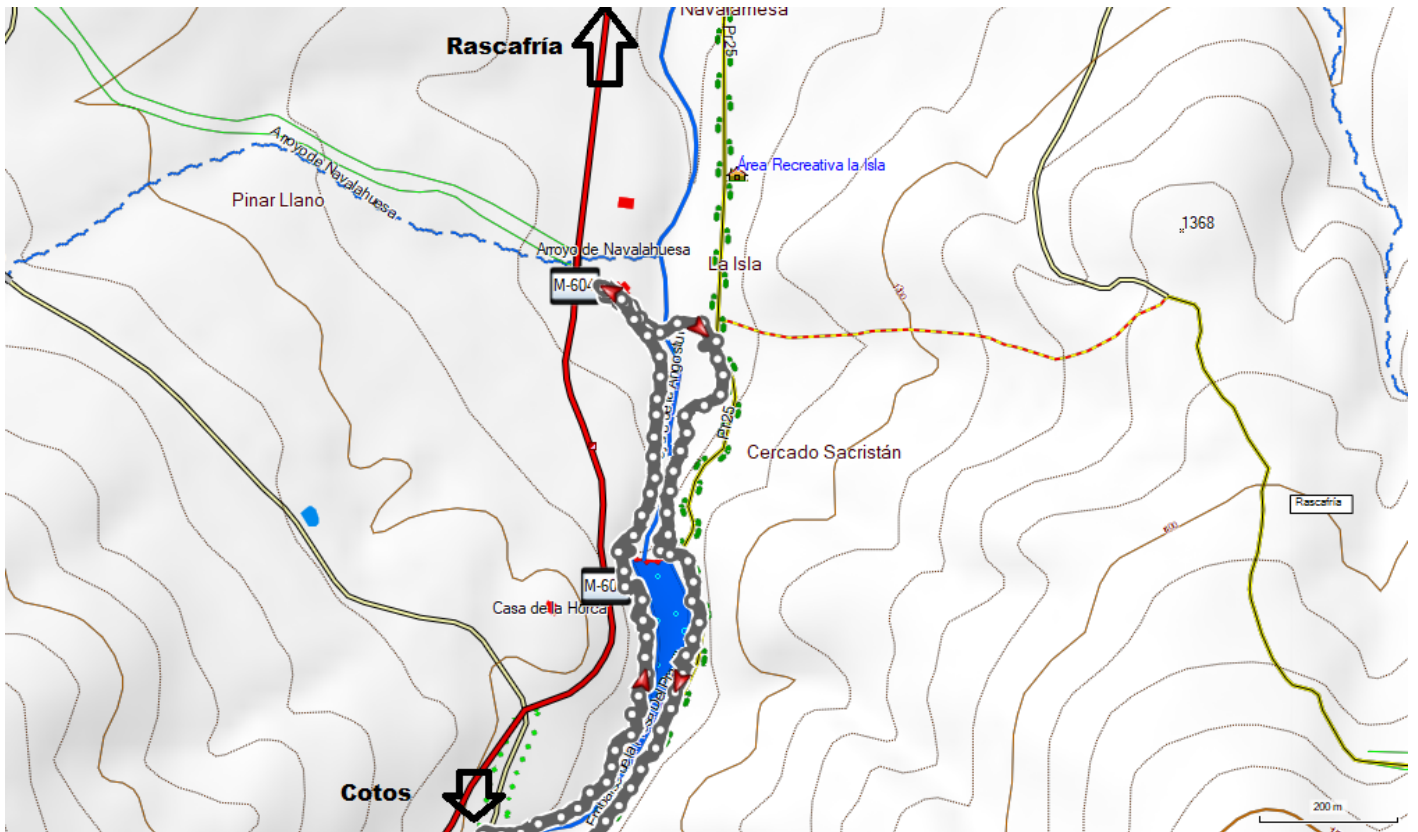 Navalamesa
Rascafría
Pr25
Arroyo de Navalahuesa
Área Recreativa la Isla
Pinar Llano
1368
Arroyo de Navalahuesa
La Isla
M-604
1300
Pr25
Cercado Sacristán
Rascafría
M-60
Casa de la Horca
Cotos
200 m